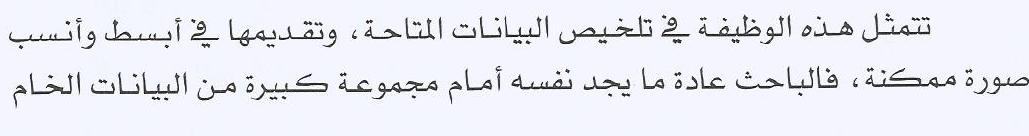 تتمثل هذه الوظيفة في تلخيص البيانات المتاحة، وتقديمها في أبسط وأنسب
صورة ممكنة، فالباحث عادة ما يجد نفسه أمام مجموعة كبيرة من البيانات الخام